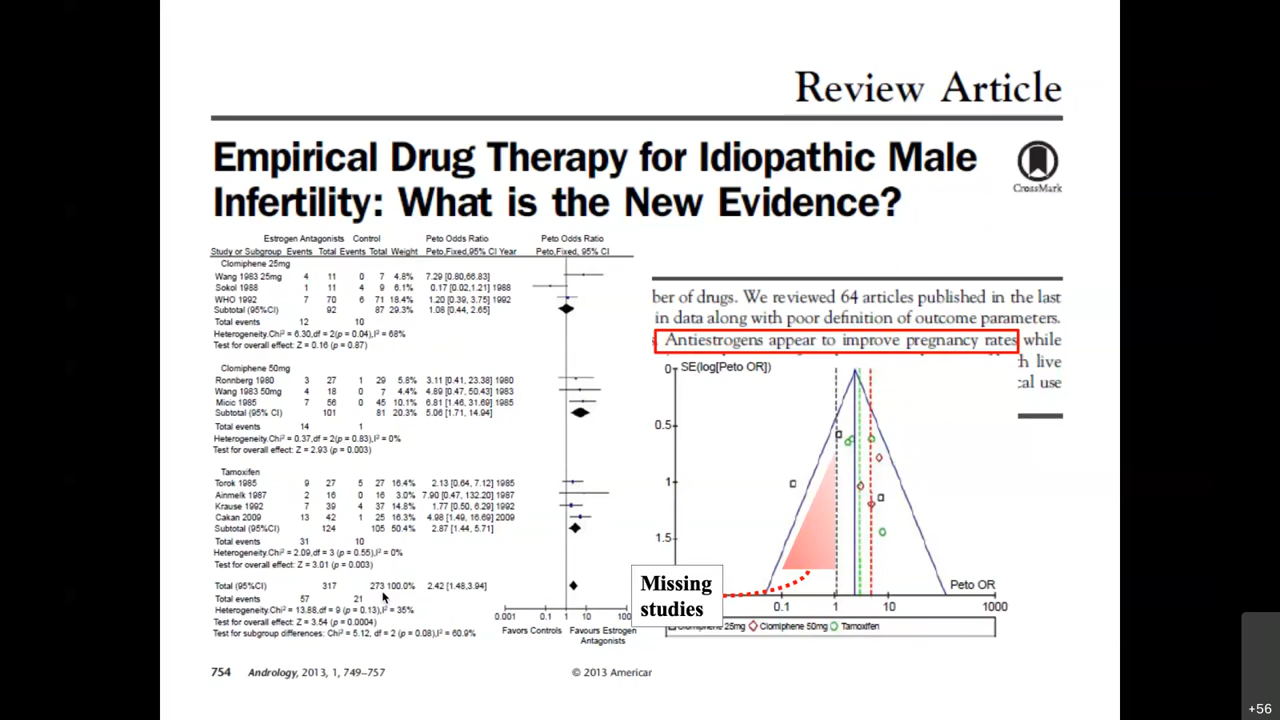 Review Article
Empirical Drug Therapy for Idiopathic Male
Infertility: What is the New Evidence?
CrossMark
Estrogen Antagonists Control Peto Odds Ratio Peto Odds Ratio
Study or Subgroup Events Total Events Total Weight Peto,Fixed,95% CI Year Peto,Fixed, 95% CI
Clomiphene 25mg
Wang 1983 25mg 4 11 0 7 4.8% 7.29 [0.80,66.83]
Sokol 1988 1 11 4 9 6.1% 0.17 [0.02,1.21] 1988
WHO 1992 7 70 6 71 18.4% 1.20 [0.39, 3.75] 1992
Subtotal (95%CI) 92 87 29.3% 1.08 [0.44, 2.65]
Total events 12 10
Heterogeneity.Chi² = 6.30,df = 2(p = 0.04),I² = 68%
Test for overall effect: Z = 0.16 (p = 0.87)
Clomiphene 50mg
Ronnberg 1980 3 27 1 29 5.8% 3.11 [0.41, 23.38] 1980
Wang 1983 50mg 4 18 0 7 4.4% 4.89 [0.47, 50.43] 1983
Micic 1985 7 56 0 45 10.1% 6.81 [1.46, 31.69] 1985
Subtotal (95% CI) 101 81 20.3% 5.06 [1.71, 14.94]
Total events 14 1
Heterogeneity.Chi² = 0.37,df = 2(p = 0.83),I² = 0%
Test for overall effect: Z = 2.93 (p = 0.003)
Tamoxifen
Torok 1985 9 27 5 27 16.4% 2.13 [0.64, 7.12] 1985
Ainmelk 1987 2 16 0 16 3.0% 7.90 [0.47, 132.20] 1987
Krause 1992 7 39 4 37 14.8% 1.77 [0.50, 6.29] 1992
Cakan 2009 13 42 1 25 16.3% 4.98 [1.49, 16.69] 2009
Subtotal (95%CI) 124 105 50.4% 2.87 [1.44, 5.71]
Total events 31 10
Heterogeneity.Chi² = 2.09,df = 3 (p = 0.55),I² = 0%
Test for overall effect: Z = 3.01 (p = 0.003)
Total (95%CI) 317 273 100.0% 2.42 [1.48,3.94]
Total events 57 21
Heterogeneity.Chi² = 13.88,df = 9 (p = 0.13),I² = 35%
Test for overall effect: Z = 3.54 (p = 0.0004)
Test for subgroup differences: Chi² = 5.12, df = 2 (p = 0.08),I² = 60.9%
0.001 0.1 1 10 100
Favors Controls Favours Estrogen
Antagonists
ber of drugs. We reviewed 64 articles published in the last
in data along with poor definition of outcome parameters.
Antiestrogens appear to improve pregnancy rates while
th live
cal use
SE(log[Peto OR])
0
0.5
1
1.5
Peto OR
0.1 1 10 1000
Missing
studies
Clomiphene 25mg Clomiphene 50mg Tamoxifen
754 Andrology, 2013, 1, 749–757 © 2013 Americar
+56